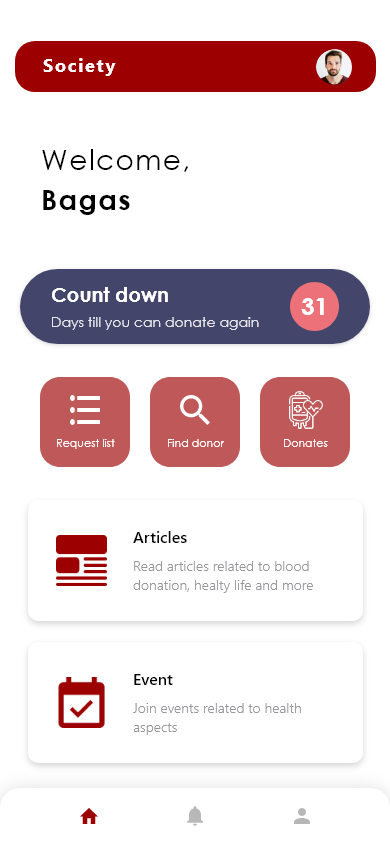 Society
Welcome,
Bagas
Count down
Days till you can donate again
31
Request list
Find donor
Donates
Articles
Read articles related to blood
donation, healty life and more
Event
Join events related to health
aspects